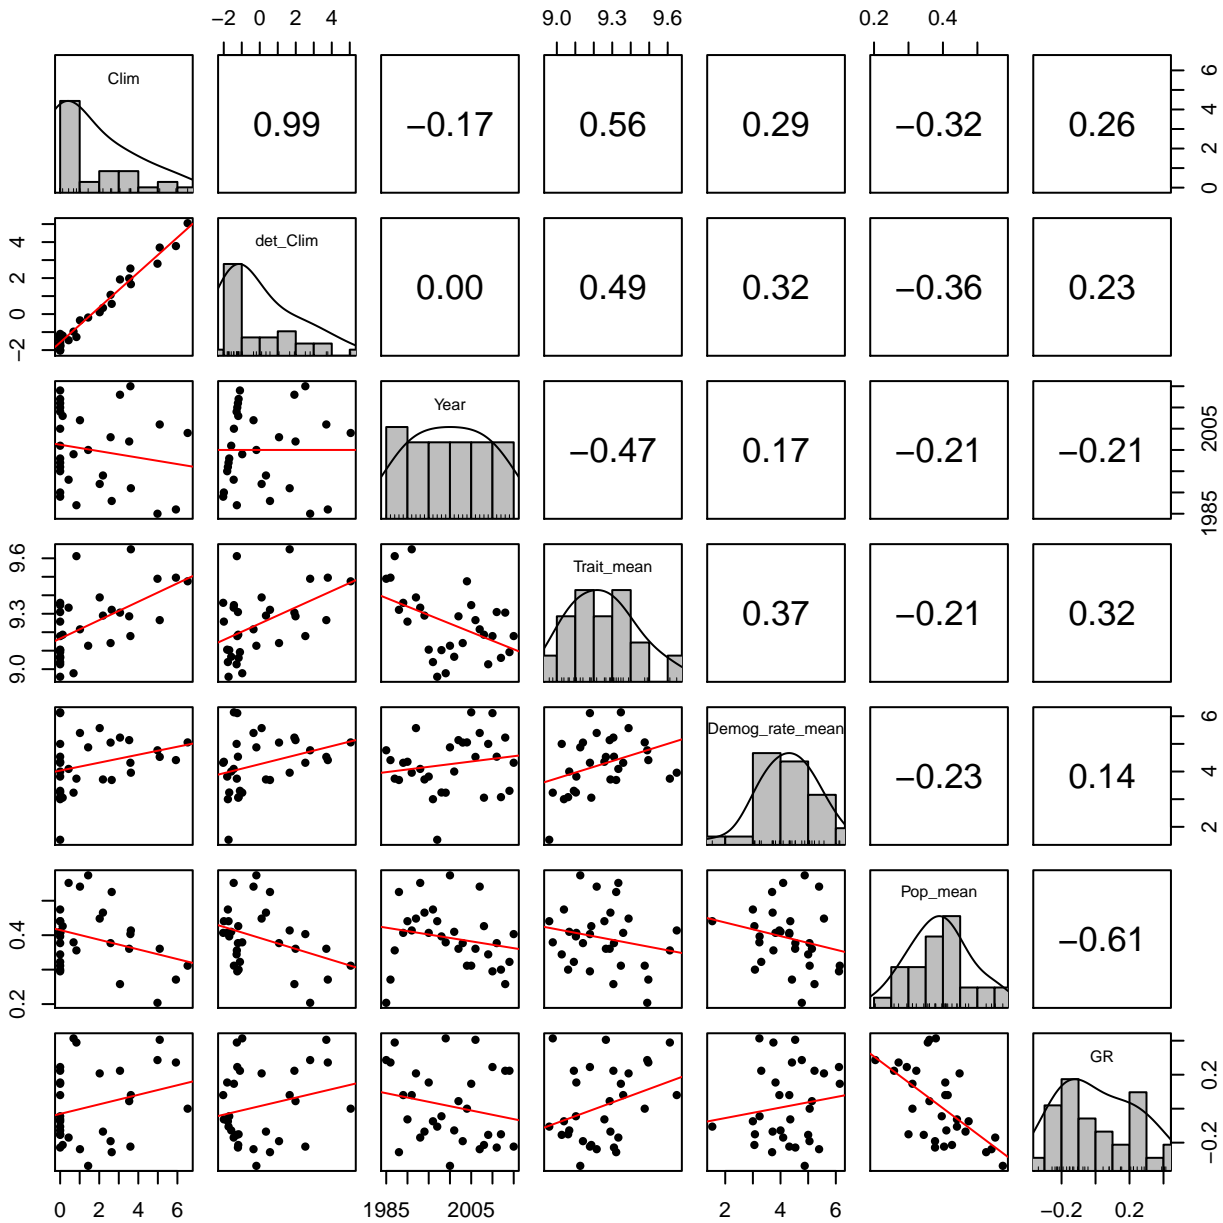 −2 0 2 4 9.0 9.3 9.6 0.2 0.4
Clim 0.99 −0.17 0.56 0.29 −0.32 0.26 0 2 4 6
−2 0 2 4 det_Clim 0.00 0.49 0.32 −0.36 0.23
Year −0.47 0.17 −0.21 −0.21 1985 2005
9.0 9.3 9.6 Trait_mean 0.37 −0.21 0.32
Demog_rate_mean −0.23 0.14 2 4 6
0.2 0.4 Pop_mean −0.61
GR −0.2 0.2
0 2 4 6 1985 2005 2 4 6 −0.2 0.2